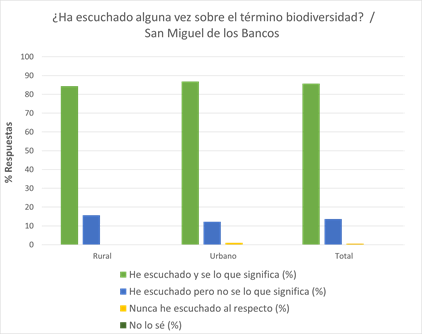 ¿Ha escuchado alguna vez sobre el término biodiversidad? /
San Miguel de los Bancos
% Respuestas
100
90
80
70
60
50
40
30
20
10
0
Rural
Urbano
Total
He escuchado y se lo que significa (%)
He escuchado pero no se lo que significa (%)
Nunca he escuchado al respecto (%)
No lo sé (%)